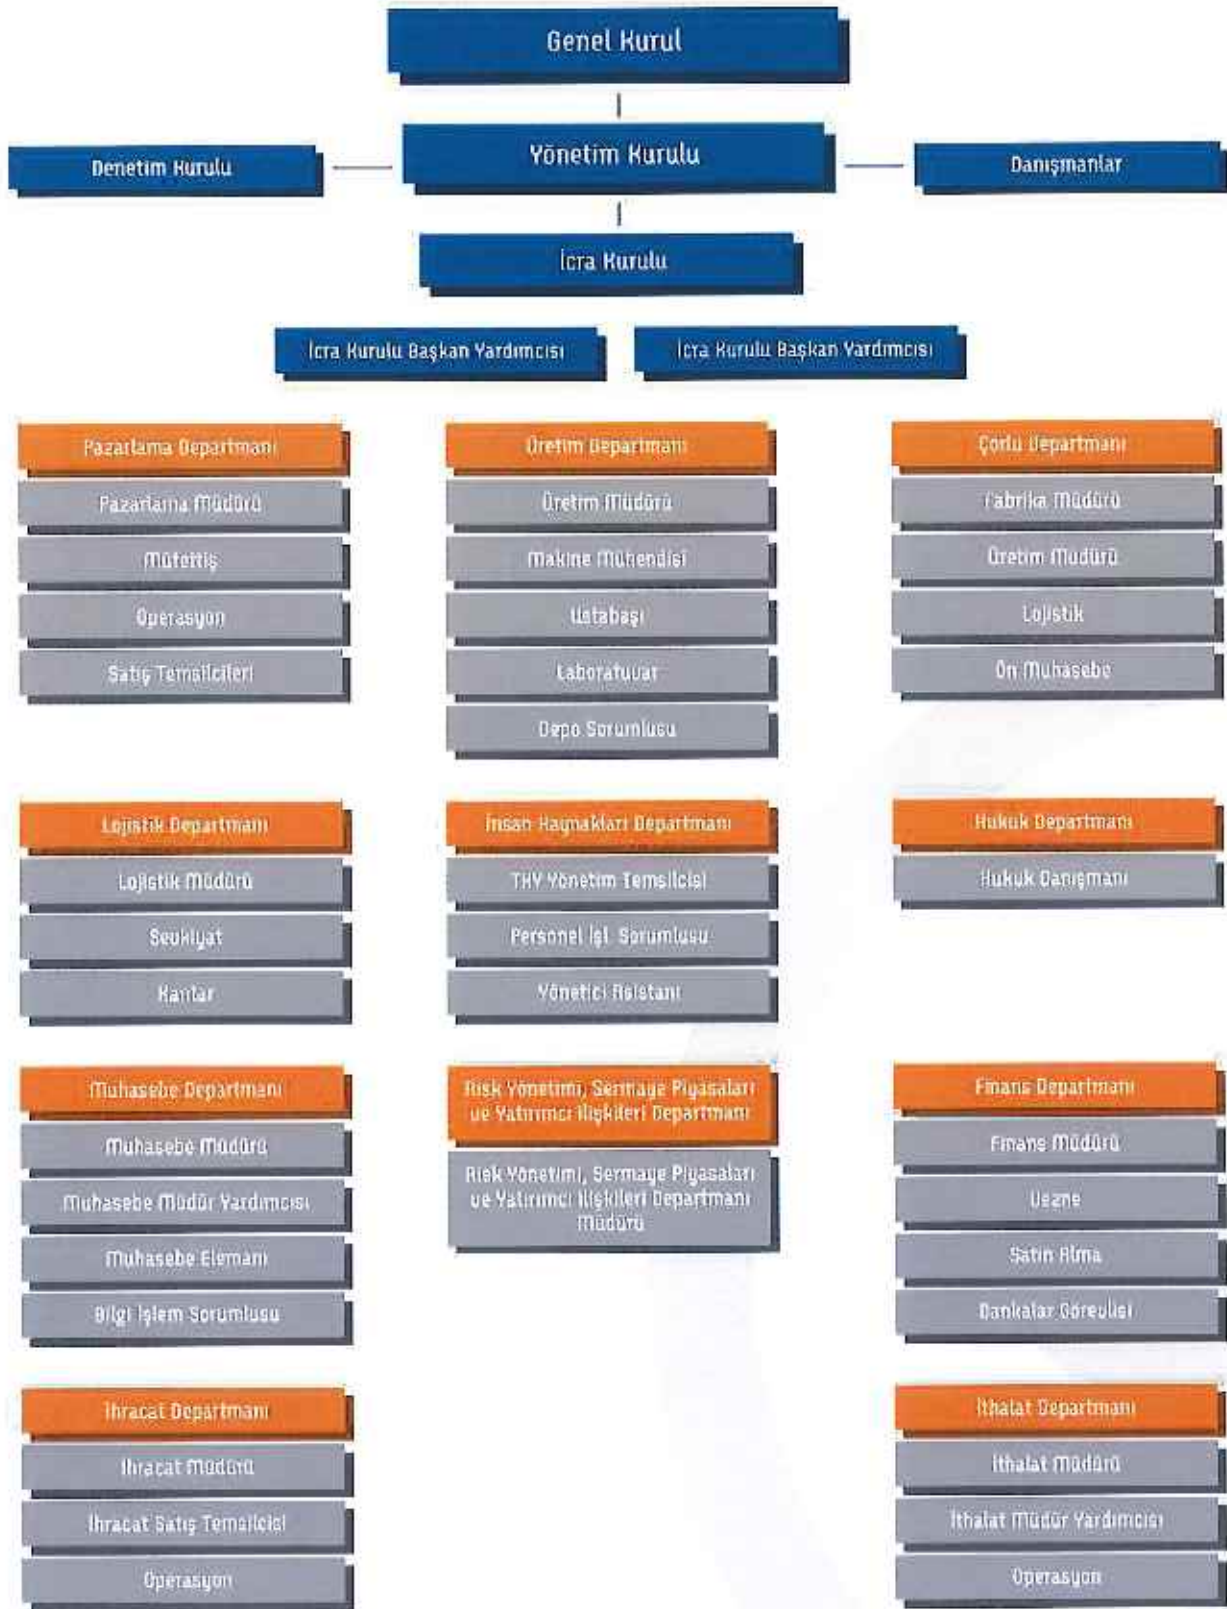 Genel Kurul
Denetim Kurulu
Yönetim Kurulu
Danışmanlar
İcra Kurulu
İcra Kurulu Başkan Yardımcısı
İcra Kurulu Başkan Yardımcısı
Pazarlama Departmanı
Pazarlama Müdürü
Müfettiş
Operasyon
Satış Temsilcileri
Üretim Departmanı
Üretim Müdürü
Makine Mühendisi
Ustabaşı
Laboratuvar
Depo Sorumlusu
Çorlu Departmanı
Fabrika Müdürü
Üretim Müdürü
Lojistik
Ön Muhasebe
Lojistik Departmanı
Lojistik Müdürü
Sevkiyat
Kantar
İnsan Kaynakları Departmanı
TKY Yönetim Temsilcisi
Personel İşl. Sorumlusu
Yönetici Asistanı
Hukuk Departmanı
Hukuk Danışmanı
Muhasebe Departmanı
Muhasebe Müdürü
Muhasebe Müdür Yardımcısı
Muhasebe Elemanı
Bilgi İşlem Sorumlusu
Risk Yönetimi, Sermaye Piyasaları
ve Yatırımcı İlişkileri Departmanı
Risk Yönetimi, Sermaye Piyasaları
ve Yatırımcı İlişkileri Departmanı
Müdürü
Finans Departmanı
Finans Müdürü
Vezne
Satın Alma
Bankalar Görevlisi
İhracat Departmanı
İhracat Müdürü
İhracat Satış Temsilcisi
Operasyon
İthalat Departmanı
İthalat Müdürü
İthalat Müdür Yardımcısı
Operasyon